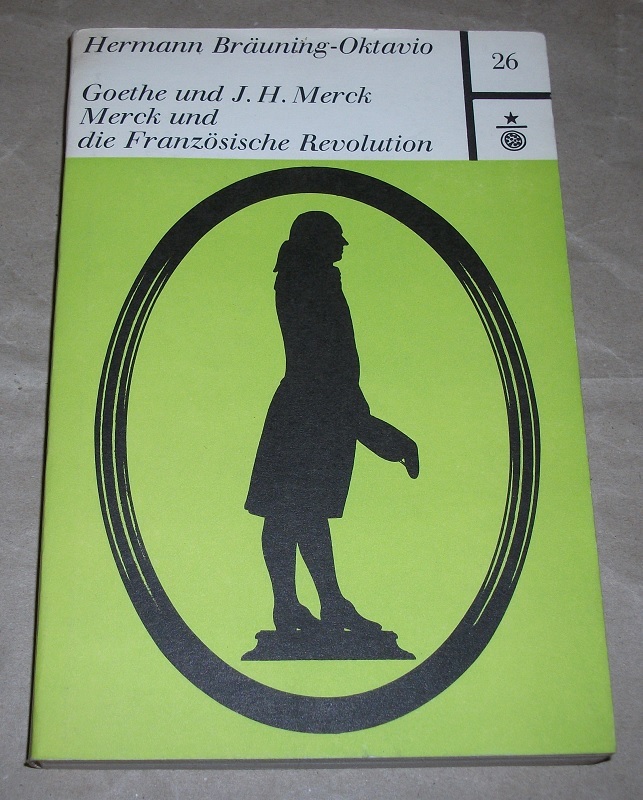 Hermann Bräuning-Oktavio
26
Goethe und J. H. Merck
Merck und
die Französische Revolution